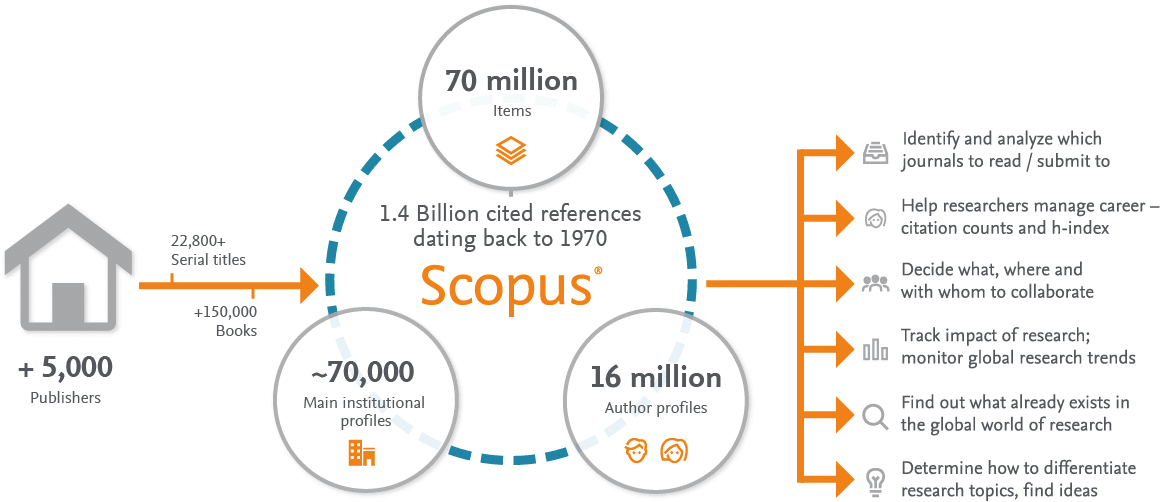 70 million
Items
1.4 Billion cited references
dating back to 1970
Scopus®
22,800+
Serial titles
+150,000
Books
+ 5,000
Publishers
~70,000
Main institutional
profiles
16 million
Author profiles
Identify and analyze which
journals to read / submit to
Help researchers manage career –
citation counts and h-index
Decide what, where and
with whom to collaborate
Track impact of research;
monitor global research trends
Find out what already exists in
the global world of research
Determine how to differentiate
research topics, find ideas